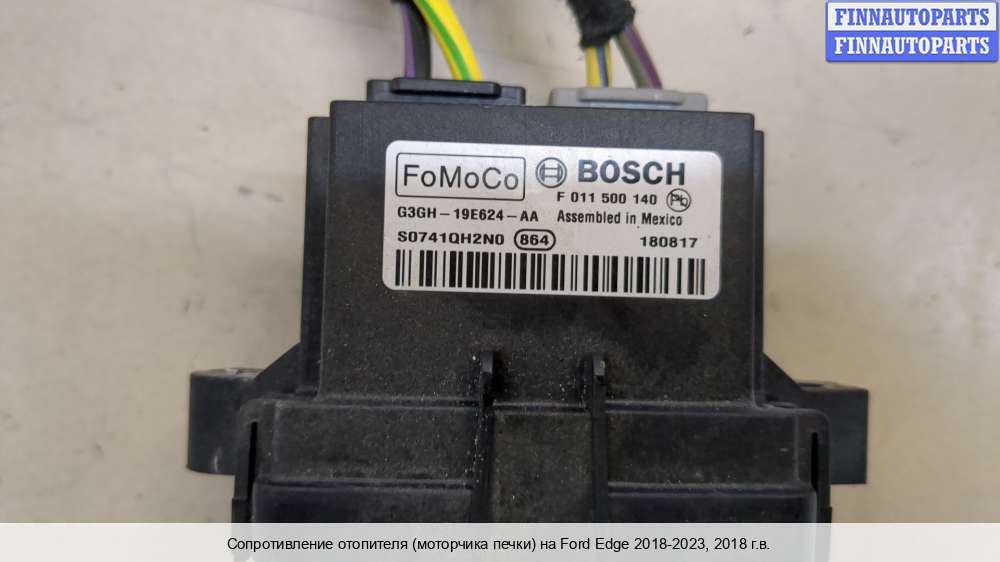 FINNAUTOPARTS
FINNAUTOPARTS
FoMoCo BOSCH
F 011 500 140 Pb
G3GH-19E624-AA Assembled in Mexico
S0741QH2N0 864 180817
Сопротивление отопителя (моторчика печки) на Ford Edge 2018-2023, 2018 г.в.